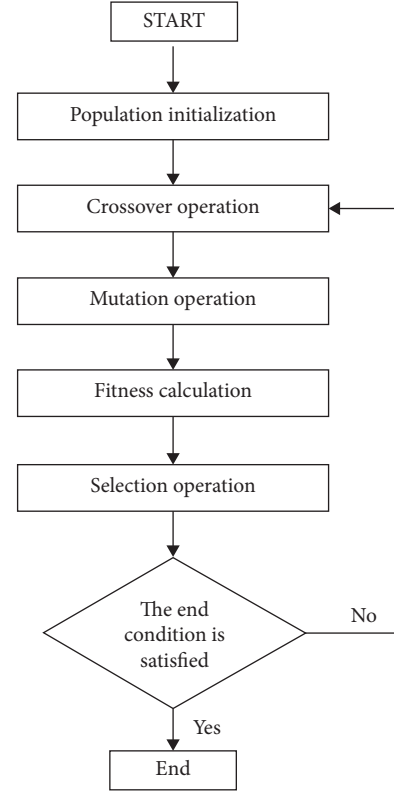 START
Population initialization
Crossover operation
Mutation operation
Fitness calculation
Selection operation
The end
condition is
satisfied
No
Yes
End